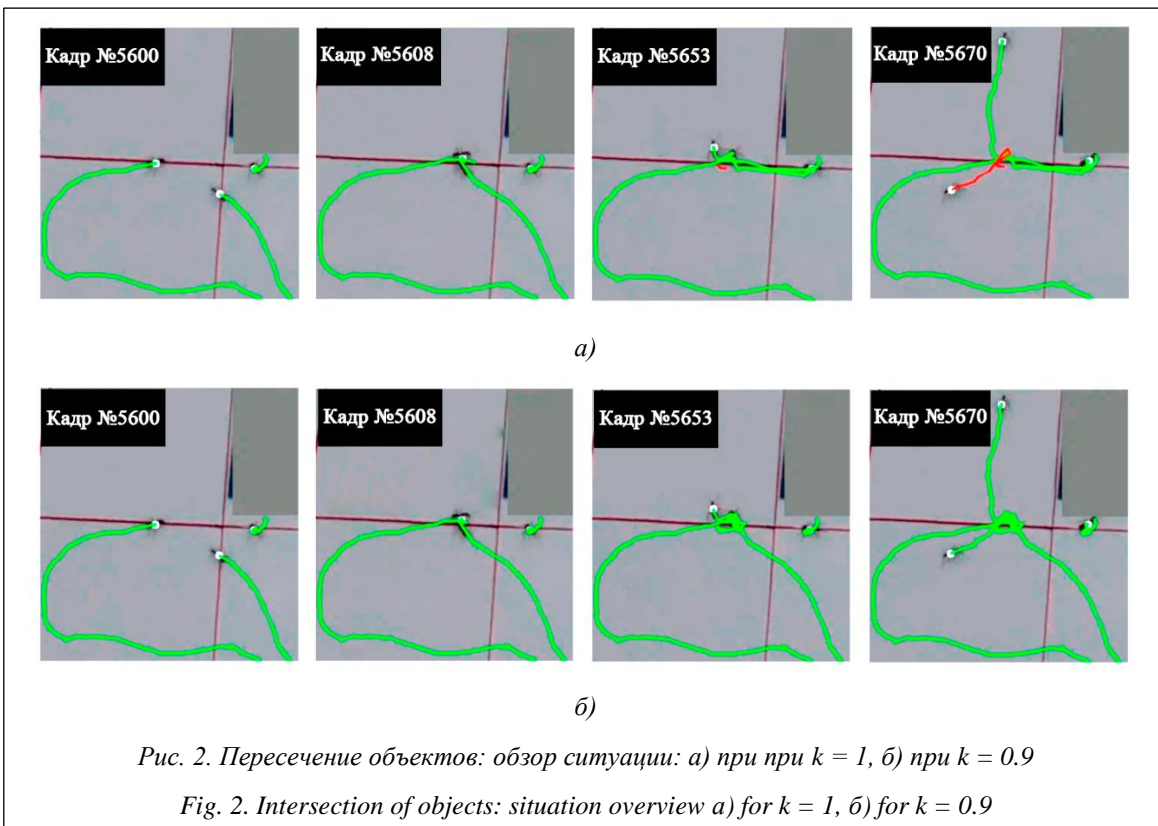 Кадр №5600 Кадр №5608 Кадр №5653 Кадр №5670
а)
Кадр №5600 Кадр №5608 Кадр №5653 Кадр №5670
б)
Рис. 2. Пересечение объектов: обзор ситуации: а) при при k = 1, б) при k = 0.9
Fig. 2. Intersection of objects: situation overview а) for k = 1, б) for k = 0.9